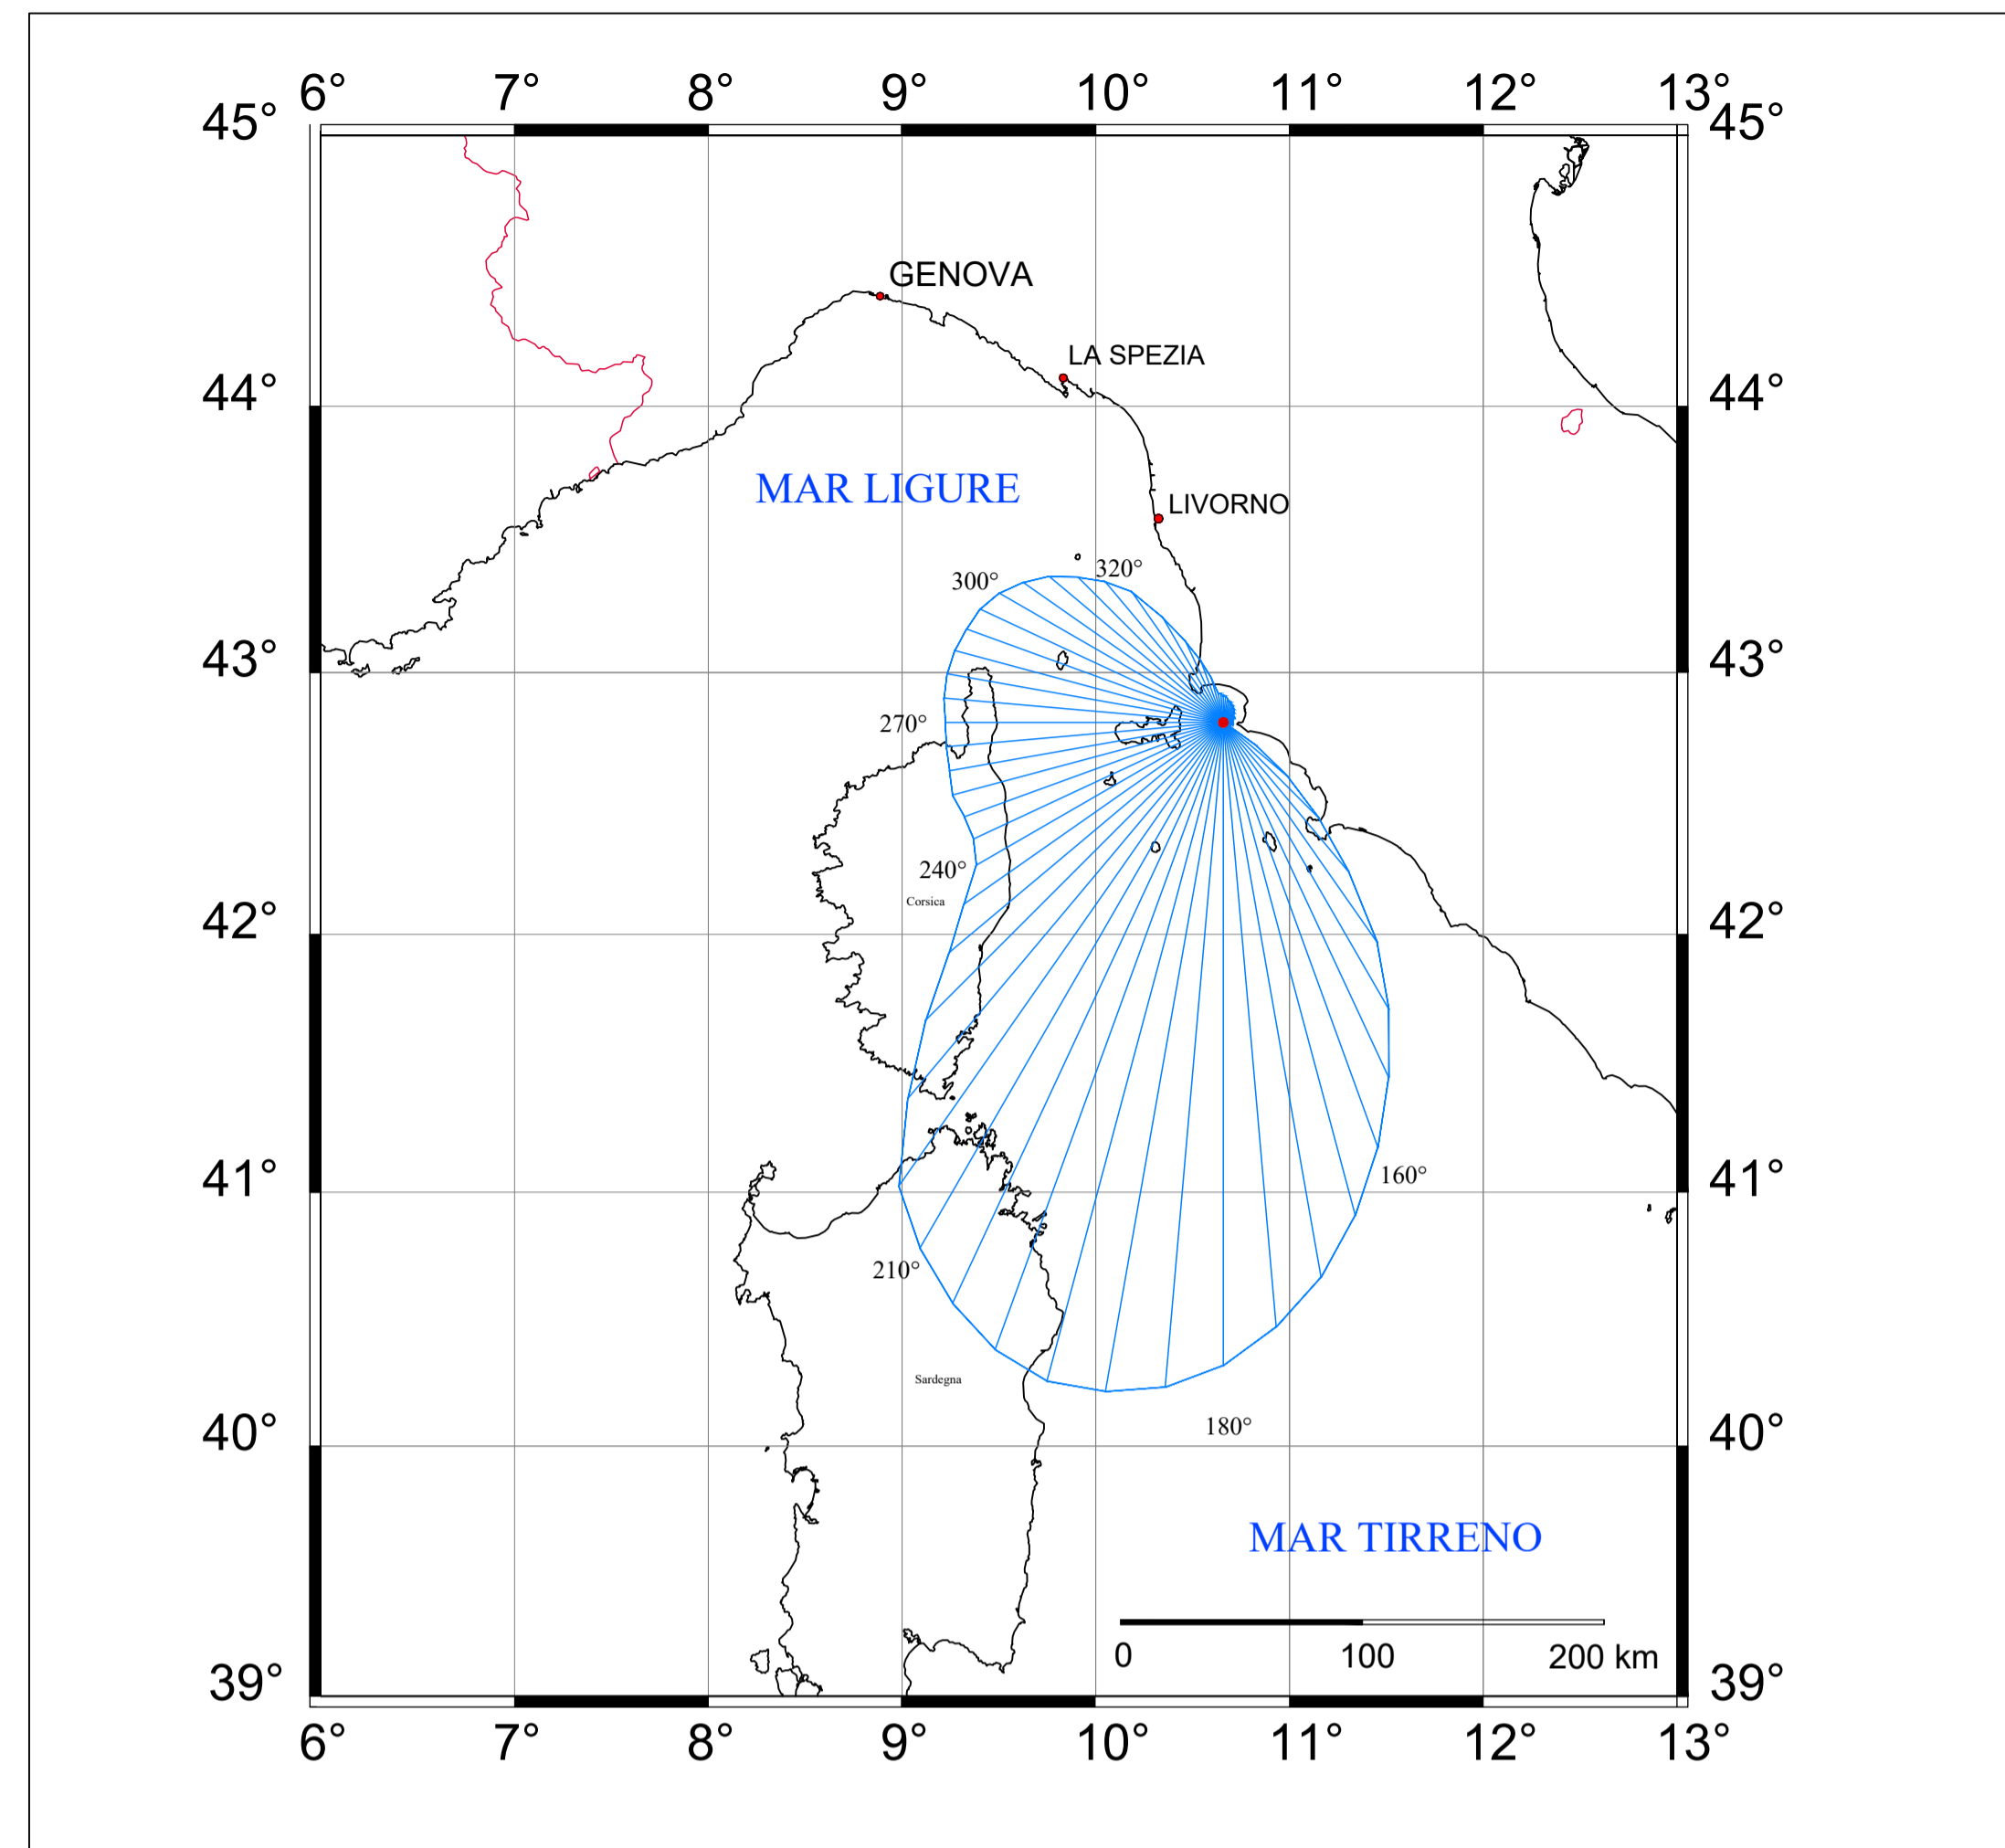 6° 7° 8° 9° 10° 11° 12° 13°
45° 45°
GENOVA
LA SPEZIA
44° 44°
MAR LIGURE
LIVORNO
300° 320°
43° 43°
270°
240°
Corsica
42° 42°
41° 41°
160°
210°
Sardegna
180°
40° 40°
MAR TIRRENO
0 100 200 km
39° 39°
6° 7° 8° 9° 10° 11° 12° 13°